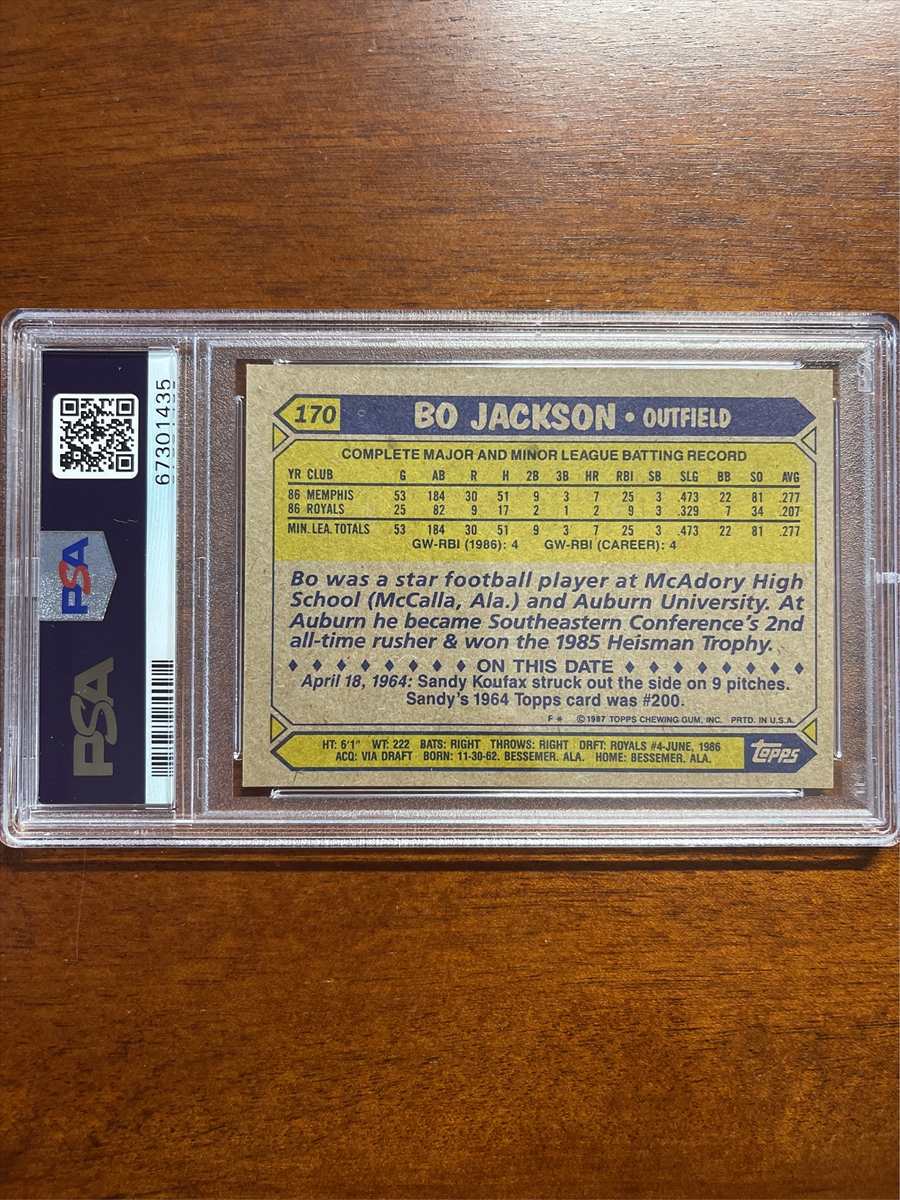 67301435
PSA
PSA
170 BO JACKSON • OUTFIELD
COMPLETE MAJOR AND MINOR LEAGUE BATTING RECORD
YR CLUB G AB R H 2B 3B HR RBI SB SLG BB SO AVG
86 MEMPHIS 53 184 30 51 9 3 7 25 3 .473 22 81 .277
86 ROYALS 25 82 9 17 2 1 2 9 3 .329 7 34 .207
MIN. LEA. TOTALS 53 184 30 51 9 3 7 25 3 .473 22 81 .277
GW-RBI (1986): 4 GW-RBI (CAREER): 4
Bo was a star football player at McAdory High
School (McCalla, Ala.) and Auburn University. At
Auburn he became Southeastern Conference's 2nd
all-time rusher & won the 1985 Heisman Trophy.
♦ ♦ ♦ ♦ ♦ ♦ ♦ ♦ ON THIS DATE ♦ ♦ ♦ ♦ ♦ ♦ ♦ ♦
April 18, 1964: Sandy Koufax struck out the side on 9 pitches.
Sandy's 1964 Topps card was #200.
F * ©1987 TOPPS CHEWING GUM, INC. PRTD. IN U.S.A.
HT: 6'1" WT: 222 BATS: RIGHT THROWS: RIGHT DRFT: ROYALS #4-JUNE, 1986
ACQ: VIA DRAFT BORN: 11-30-62, BESSEMER, ALA. HOME: BESSEMER, ALA.
topps